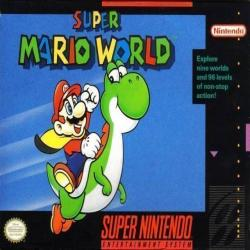 SUPER
MARIO WORLD
Nintendo
Explore
nine worlds
and 96 levels
of non-stop
action!
SUPER NINTENDO
ENTERTAINMENT SYSTEM